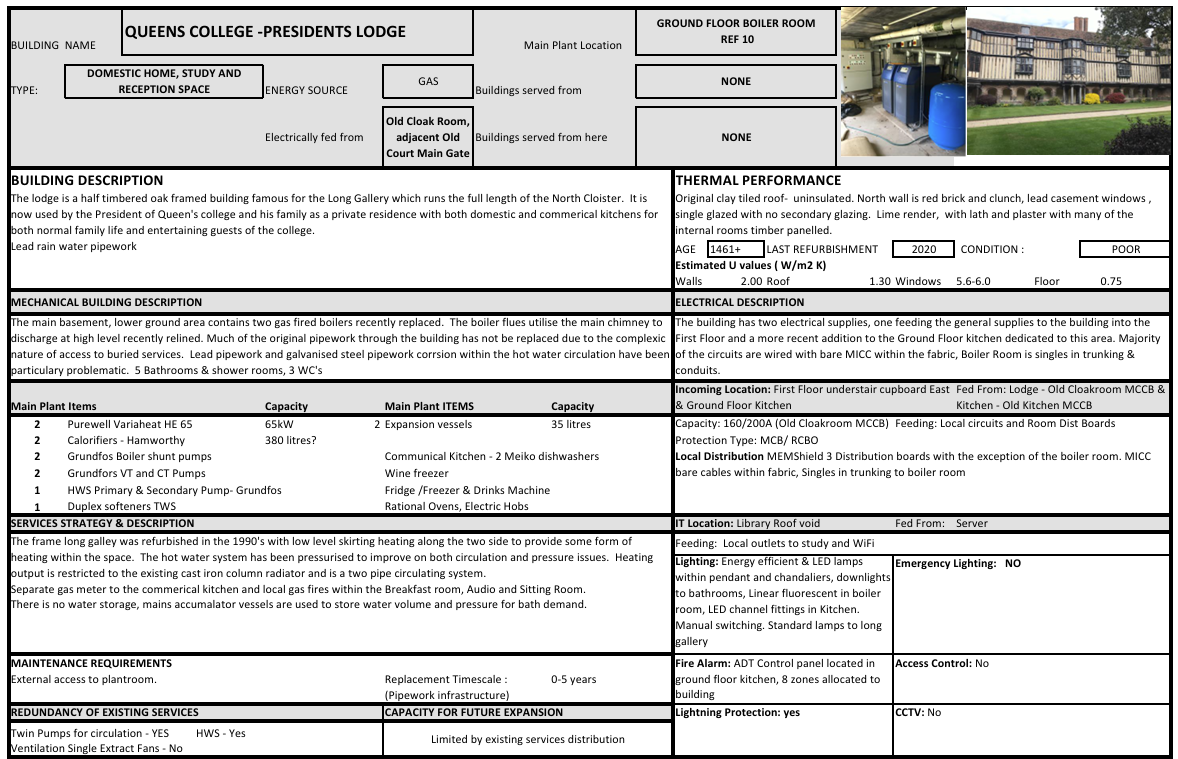 BUILDING  NAME
QUEENS COLLEGE -PRESIDENTS LODGE
Main Plant Location
GROUND FLOOR BOILER ROOM
REF 10
TYPE:
DOMESTIC HOME, STUDY AND
RECEPTION SPACE
ENERGY SOURCE
GAS
Buildings served from
NONE
Electrically fed from
Old Cloak Room,
adjacent Old
Court Main Gate
Buildings served from here
NONE
BUILDING DESCRIPTION
The lodge is a half timbered oak framed building famous for the Long Gallery which runs the full length of the North Cloister.  It is
now used by the President of Queen's college and his family as a private residence with both domestic and commerical kitchens for
both normal family life and entertaining guests of the college.
Lead rain water pipework
THERMAL PERFORMANCE
Original clay tiled roof-  uninsulated. North wall is red brick and clunch, lead casement windows ,
single glazed with no secondary glazing.  Lime render,  with lath and plaster with many of the
internal rooms timber panelled.
AGE 1461+ LAST REFURBISHMENT 2020 CONDITION : POOR
Estimated U values ( W/m2 K)
Walls 2.00 Roof 1.30 Windows 5.6-6.0 Floor 0.75
MECHANICAL BUILDING DESCRIPTION
The main basement, lower ground area contains two gas fired boilers recently replaced.  The boiler flues utilise the main chimney to
discharge at high level recently relined. Much of the original pipework through the building has not be replaced due to the complexic
nature of access to buried services.  Lead pipework and galvanised steel pipework corrsion within the hot water circulation have been
particulary problematic.  5 Bathrooms & shower rooms, 3 WC's
ELECTRICAL DESCRIPTION
The building has two electrical supplies, one feeding the general supplies to the building into the
First Floor and a more recent addition to the Ground Floor kitchen dedicated to this area. Majority
of the circuits are wired with bare MICC within the fabric, Boiler Room is singles in trunking &
conduits.
Main Plant Items Capacity Main Plant ITEMS Capacity
2 Purewell Variaheat HE 65 65kW 2 Expansion vessels 35 litres
2 Calorifiers - Hamworthy 380 litres?
2 Grundfos Boiler shunt pumps Communical Kitchen - 2 Meiko dishwashers
2 Grundfors VT and CT Pumps Wine freezer
1 HWS Primary & Secondary Pump- Grundfos Fridge /Freezer & Drinks Machine
1 Duplex softeners TWS Rational Ovens, Electric Hobs
Incoming Location: First Floor understair cupboard East
& Ground Floor Kitchen
Fed From: Lodge - Old Cloakroom MCCB &
Kitchen - Old Kitchen MCCB
Capacity: 160/200A (Old Cloakroom MCCB)  Feeding: Local circuits and Room Dist Boards
Protection Type: MCB/ RCBO
Local Distribution MEMShield 3 Distribution boards with the exception of the boiler room. MICC
bare cables within fabric, Singles in trunking to boiler room
SERVICES STRATEGY & DESCRIPTION
The frame long galley was refurbished in the 1990's with low level skirting heating along the two side to provide some form of
heating within the space.  The hot water system has been pressurised to improve on both circulation and pressure issues.  Heating
output is restricted to the existing cast iron column radiator and is a two pipe circulating system.
Separate gas meter to the commerical kitchen and local gas fires within the Breakfast room, Audio and Sitting Room.
There is no water storage, mains accumalator vessels are used to store water volume and pressure for bath demand.
IT Location: Library Roof void Fed From: Server
Feeding:  Local outlets to study and WiFi
Lighting: Energy efficient & LED lamps
within pendant and chandaliers, downlights
to bathrooms, Linear fluorescent in boiler
room, LED channel fittings in Kitchen.
Manual switching. Standard lamps to long
gallery
Emergency Lighting:  NO
MAINTENANCE REQUIREMENTS
External access to plantroom.
Replacement Timescale : 0-5 years
(Pipework infrastructure)
Fire Alarm: ADT Control panel located in
ground floor kitchen, 8 zones allocated to
building
Access Control: No
REDUNDANCY OF EXISTING SERVICES
Twin Pumps for circulation - YES HWS - Yes
Ventilation Single Extract Fans - No
CAPACITY FOR FUTURE EXPANSION
Limited by existing services distribution
Lightning Protection: yes
CCTV: No